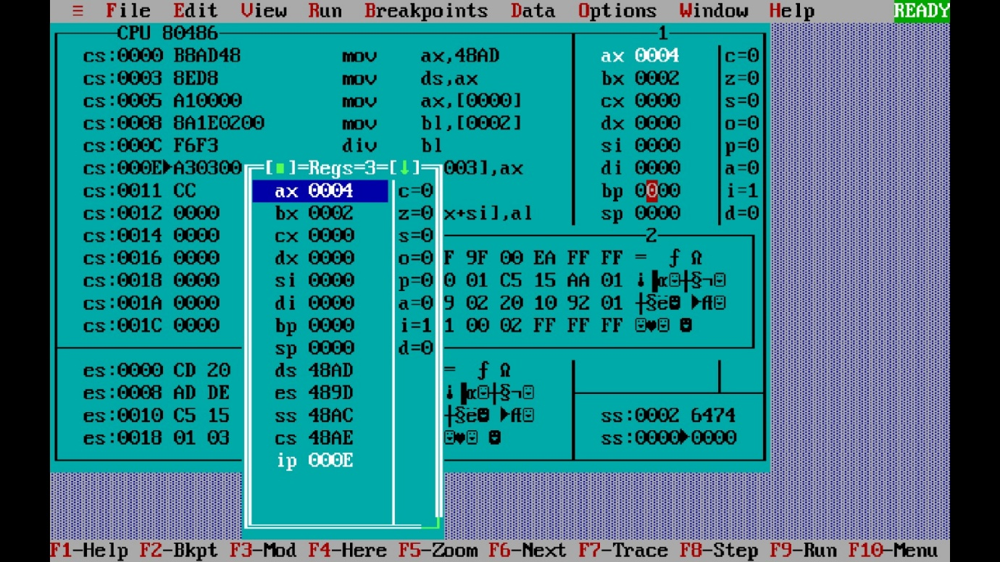 ≡ File Edit View Run Breakpoints Data Options Window Help READY
CPU 80486 1
cs:0000 B8AD48 mov ax,48AD ax 0004 c=0
cs:0003 8ED8 mov ds,ax bx 0002 z=0
cs:0005 A10000 mov ax,[0000] cx 0000 s=0
cs:0008 8A1E0200 mov bl,[0002] dx 0000 o=0
cs:000C F6F3 div bl si 0000 p=0
cs:000E►A30300 [■]=Regs=3=[↓] 003],ax di 0000 a=0
cs:0011 CC ax 0004 c=0 bp 0000 i=1
cs:0012 0000 bx 0002 z=0 x+si],al sp 0000 d=0
cs:0014 0000 cx 0000 s=0 2
cs:0016 0000 dx 0000 o=0 F 9F 00 EA FF FF = ƒ Ω
cs:0018 0000 si 0000 p=0 0 01 C5 15 AA 01 ¡▐α☺┼§¬☺
cs:001A 0000 di 0000 a=0 9 02 20 10 92 01 ┼§ë☻ ►Æ☺
cs:001C 0000 bp 0000 i=1 1 00 02 FF FF FF ☺♥☺ ☻
sp 0000 d=0
es:0000 CD 20 ds 48AD = ƒ Ω
es:0008 AD DE es 489D ¡▐α☺┼§¬☺
es:0010 C5 15 ss 48AC ┼§ë☻ ►Æ☺ ss:0002 6474
es:0018 01 03 cs 48AE ☺♥☺ ☻ ss:0000►0000
ip 000E
F1-Help F2-Bkpt F3-Mod F4-Here F5-Zoom F6-Next F7-Trace F8-Step F9-Run F10-Menu